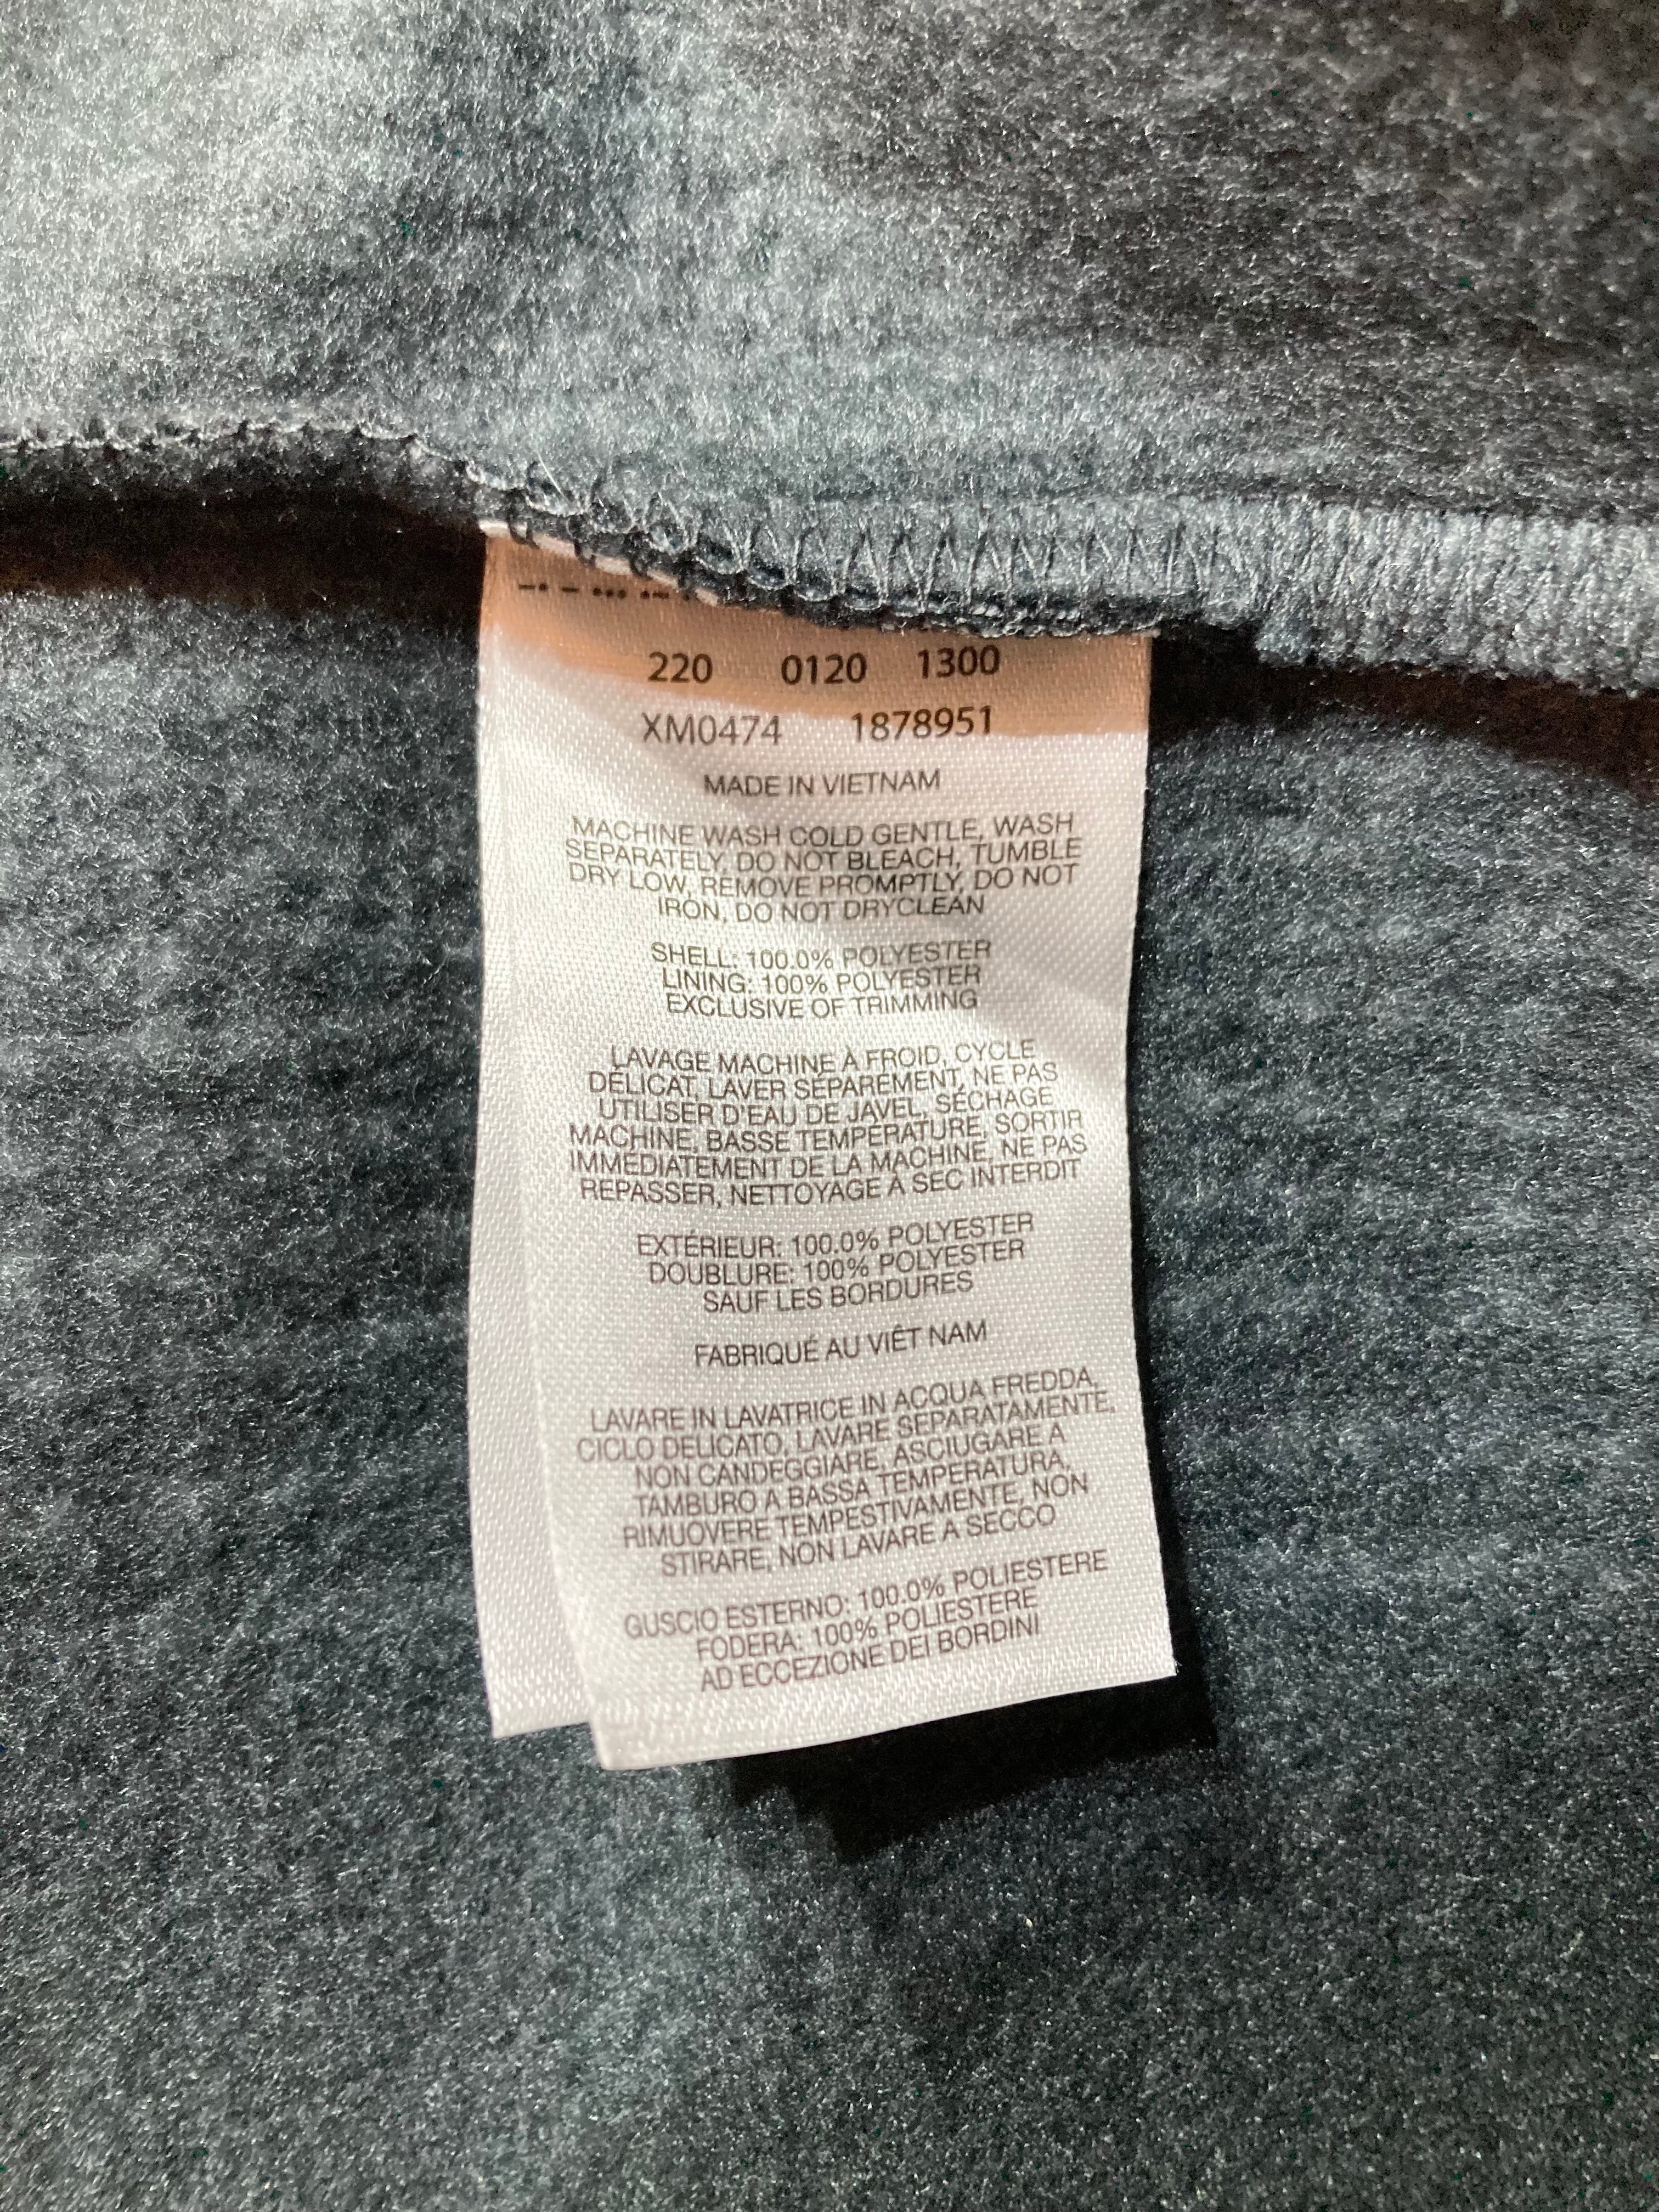 220 0120 1300
XM0474 1878951
MADE IN VIETNAM
MACHINE WASH COLD GENTLE, WASH
SEPARATELY, DO NOT BLEACH, TUMBLE
DRY LOW, REMOVE PROMPTLY, DO NOT
IRON, DO NOT DRYCLEAN
SHELL: 100.0% POLYESTER
LINING: 100% POLYESTER
EXCLUSIVE OF TRIMMING
LAVAGE MACHINE À FROID, CYCLE
DÉLICAT, LAVER SÉPARÉMENT, NE PAS
UTILISER D'EAU DE JAVEL, SÉCHAGE
MACHINE, BASSE TEMPÉRATURE, SORTIR
IMMÉDIATEMENT DE LA MACHINE, NE PAS
REPASSER, NETTOYAGE À SEC INTERDIT
EXTÉRIEUR: 100.0% POLYESTER
DOUBLURE: 100% POLYESTER
SAUF LES BORDURES
FABRIQUÉ AU VIÊT NAM
LAVARE IN LAVATRICE IN ACQUA FREDDA,
CICLO DELICATO, LAVARE SEPARATAMENTE,
NON CANDEGGIARE, ASCIUGARE A
TAMBURO A BASSA TEMPERATURA,
RIMUOVERE TEMPESTIVAMENTE, NON
STIRARE, NON LAVARE A SECCO
GUSCIO ESTERNO: 100.0% POLIESTERE
FODERA: 100% POLIESTERE
AD ECCEZIONE DEI BORDINI